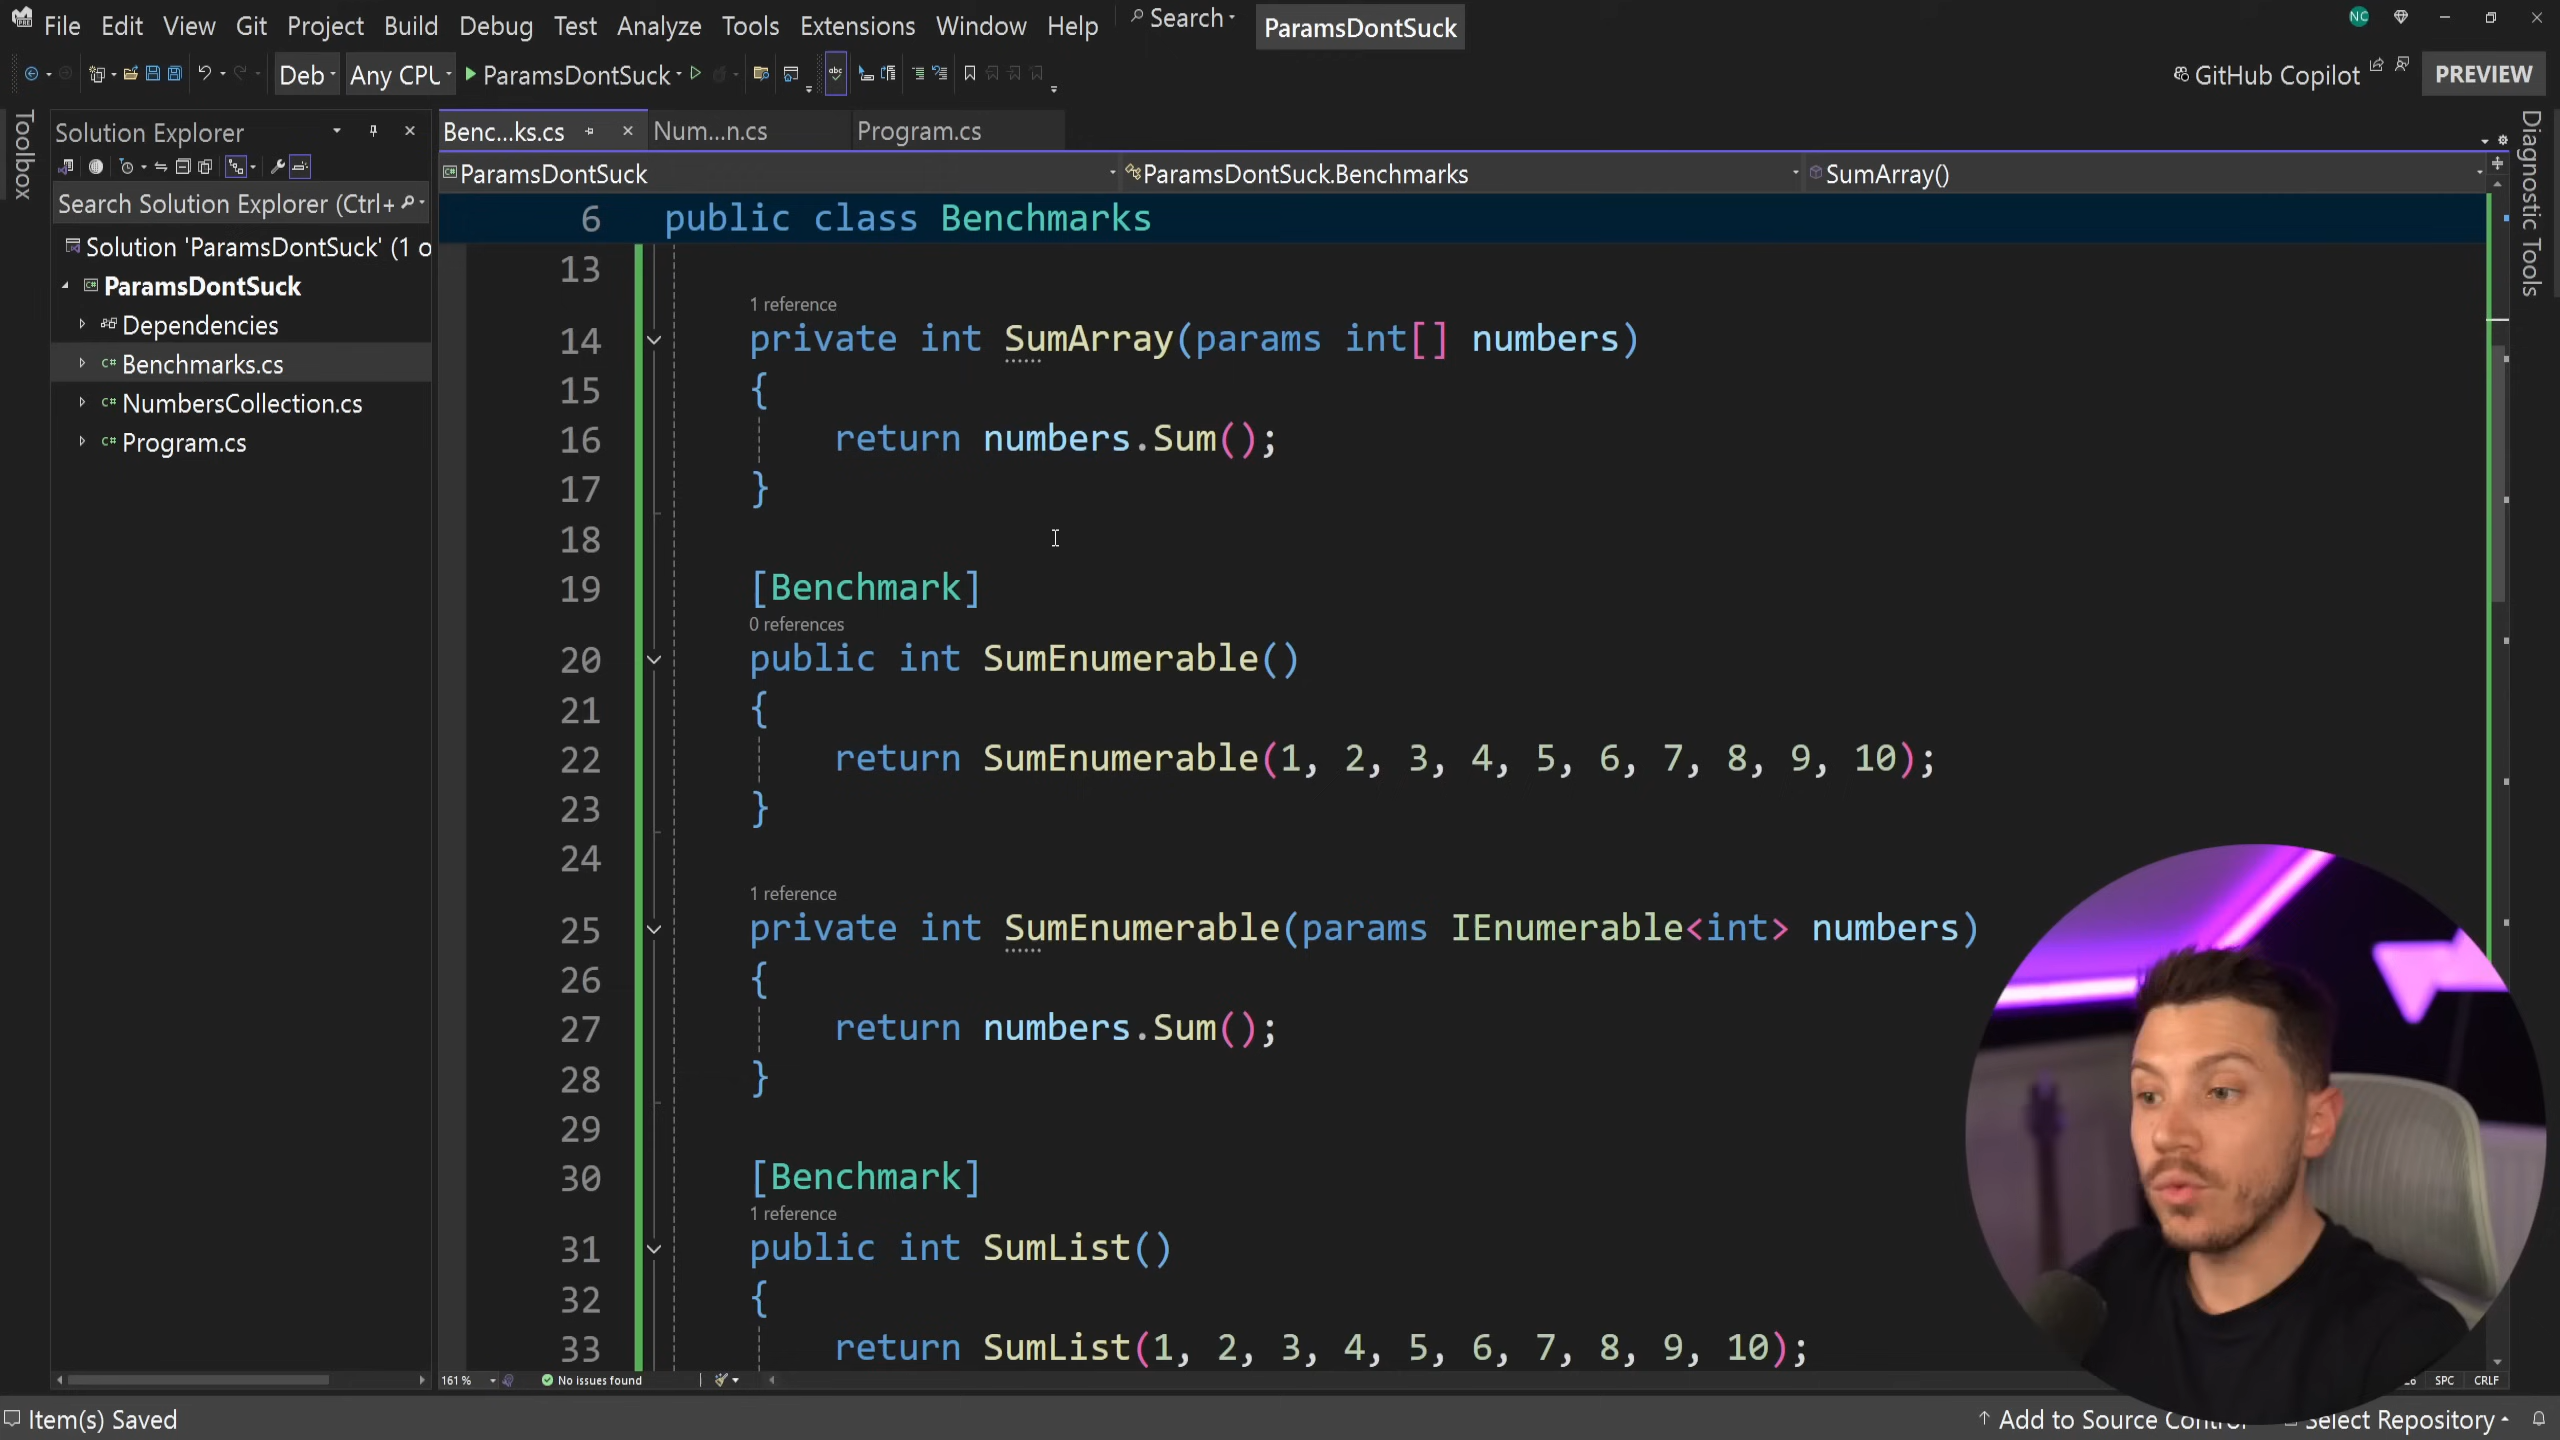 File Edit View Git Project Build Debug Test Analyze Tools Extensions Window Help Search ParamsDontSuck
NC
Deb Any CPU ParamsDontSuck GitHub Copilot PREVIEW
Toolbox
Solution Explorer
Search Solution Explorer (Ctrl+
Solution 'ParamsDontSuck' (1 o
ParamsDontSuck
Dependencies
C# Benchmarks.cs
C# NumbersCollection.cs
C# Program.cs
Benc...ks.cs Num...n.cs Program.cs
ParamsDontSuck ParamsDontSuck.Benchmarks SumArray()
Diagnostic Tools
6 public class Benchmarks
13
1 reference
14 private int SumArray(params int[] numbers)
15 {
16 return numbers.Sum();
17 }
18
19 [Benchmark]
0 references
20 public int SumEnumerable()
21 {
22 return SumEnumerable(1, 2, 3, 4, 5, 6, 7, 8, 9, 10);
23 }
24
1 reference
25 private int SumEnumerable(params IEnumerable<int> numbers)
26 {
27 return numbers.Sum();
28 }
29
30 [Benchmark]
1 reference
31 public int SumList()
32 {
33 return SumList(1, 2, 3, 4, 5, 6, 7, 8, 9, 10);
161 % No issues found SPC CRLF
Item(s) Saved Add to Source Control Select Repository